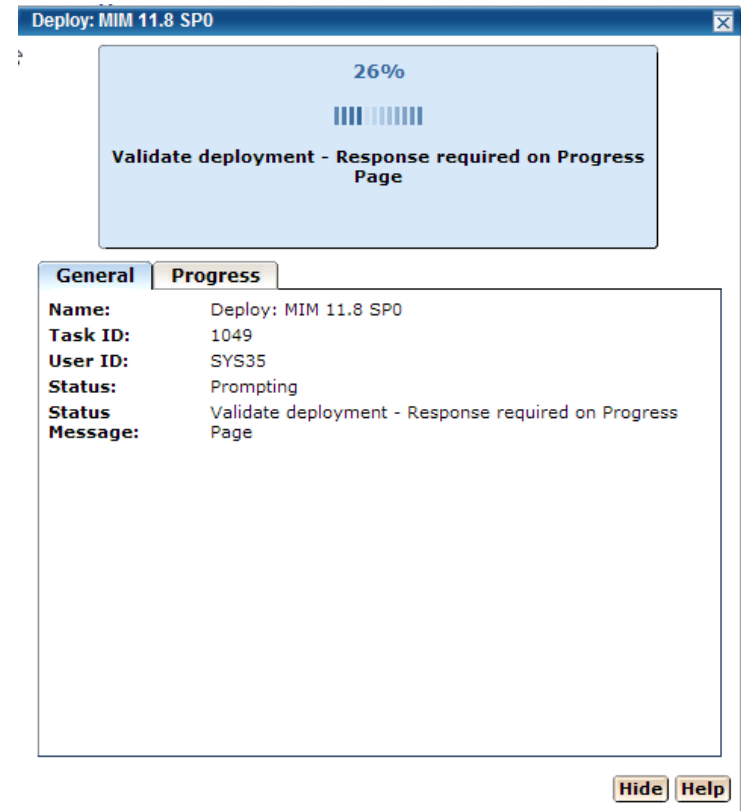 Deploy: MIM 11.8 SP0
26%
Validate deployment - Response required on Progress
Page
General Progress
Name: Deploy: MIM 11.8 SP0
Task ID: 1049
User ID: SYS35
Status: Prompting
Status Validate deployment - Response required on Progress
Message: Page
Hide Help